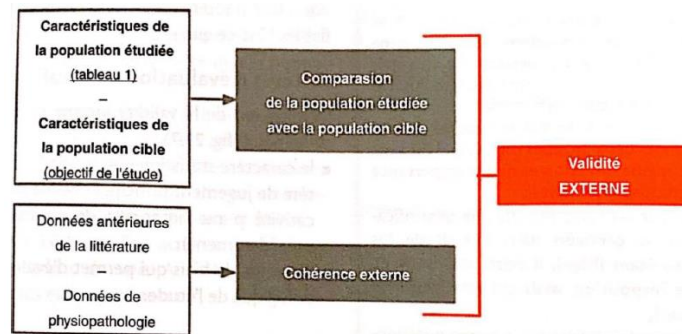 Caractéristiques de
la population étudiée
(tableau 1)
–
Caractéristiques de
la population cible
(objectif de l'étude)
Comparasion
de la population étudiée
avec la population cible
Validité
EXTERNE
Données antérieures
de la littérature
–
Données de
physiopathologie
Cohérence externe